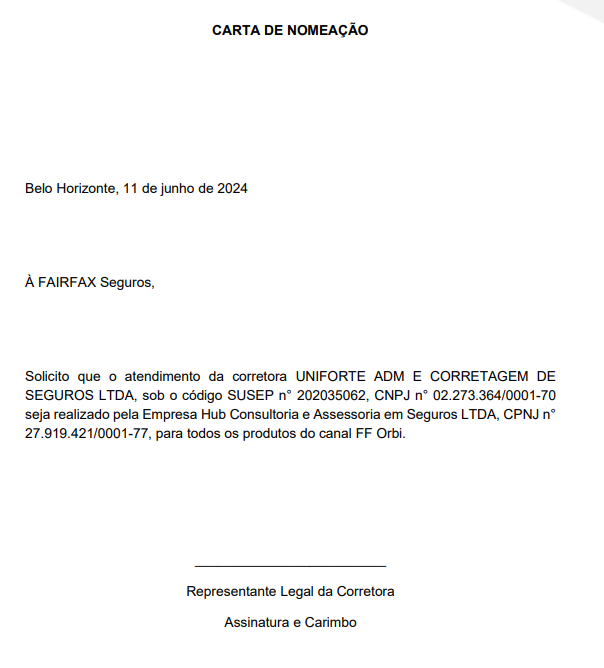 CARTA DE NOMEAÇÃO
Belo Horizonte, 11 de junho de 2024
À FAIRFAX Seguros,
Solicito que o atendimento da corretora UNIFORTE ADM E CORRETAGEM DE
SEGUROS LTDA, sob o código SUSEP n° 202035062, CNPJ n° 02.273.364/0001-70
seja realizado pela Empresa Hub Consultoria e Assessoria em Seguros LTDA, CPNJ n°
27.919.421/0001-77, para todos os produtos do canal FF Orbi.
Representante Legal da Corretora
Assinatura e Carimbo